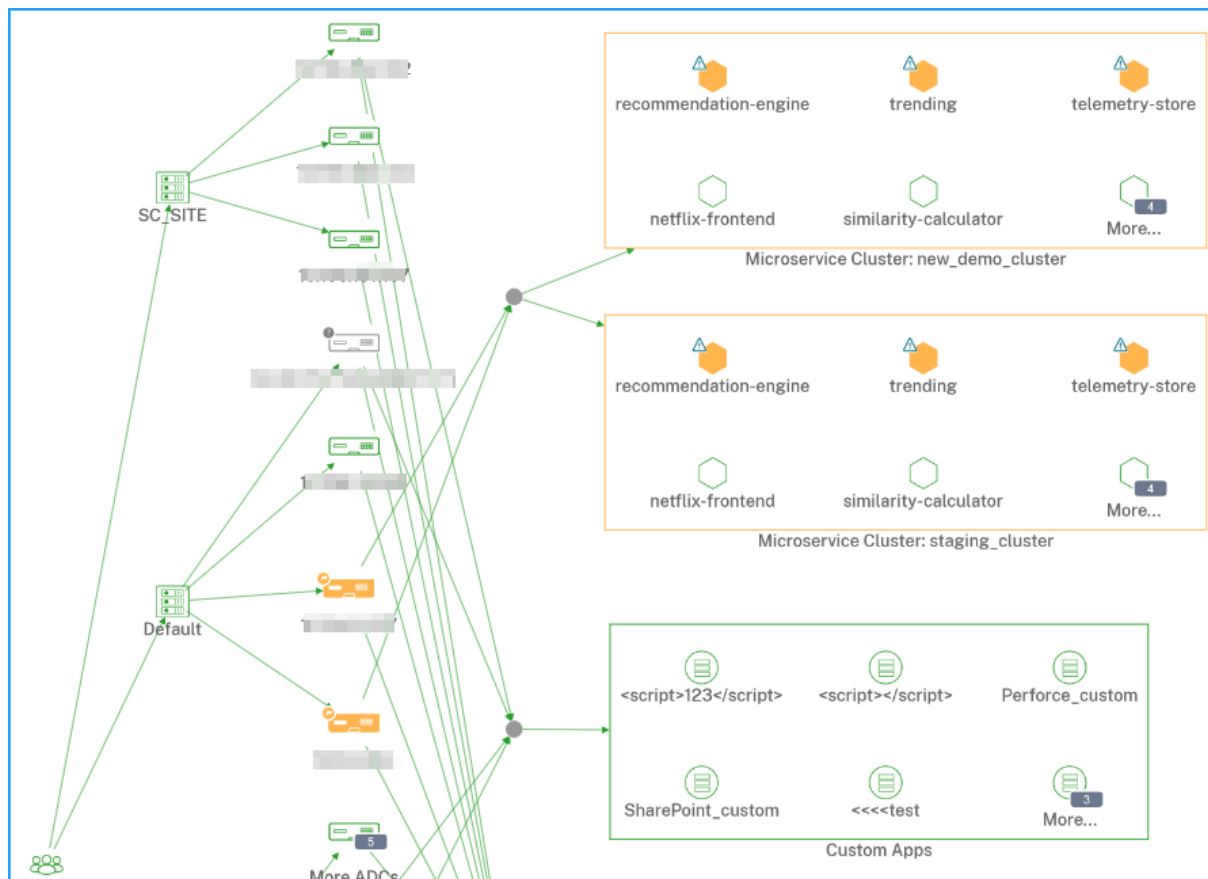 recommendation-engine
trending
telemetry-store
SC_SITE
netflix-frontend
similarity-calculator
4
More...
Microservice Cluster: new_demo_cluster
?
recommendation-engine
trending
telemetry-store
netflix-frontend
similarity-calculator
4
More...
Microservice Cluster: staging_cluster
Default
<script>123</script>
<script></script>
Perforce_custom
SharePoint_custom
<<<<test
3
More...
Custom Apps
5
More ADCs